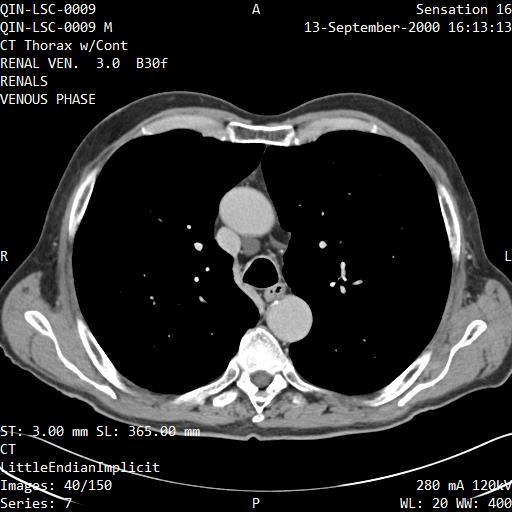 QIN-LSC-0009
A
Sensation 16
QIN-LSC-0009 M
13-September-2000 16:13:13
CT Thorax w/Cont
RENAL VEN. 3.0 B30f
RENALS
VENOUS PHASE
R
L
ST: 3.00 mm SL: 365.00 mm
CT
LittleEndianImplicit
Images: 40/150
280 mA 120kV
Series: 7
P
WL: 20 WW: 400